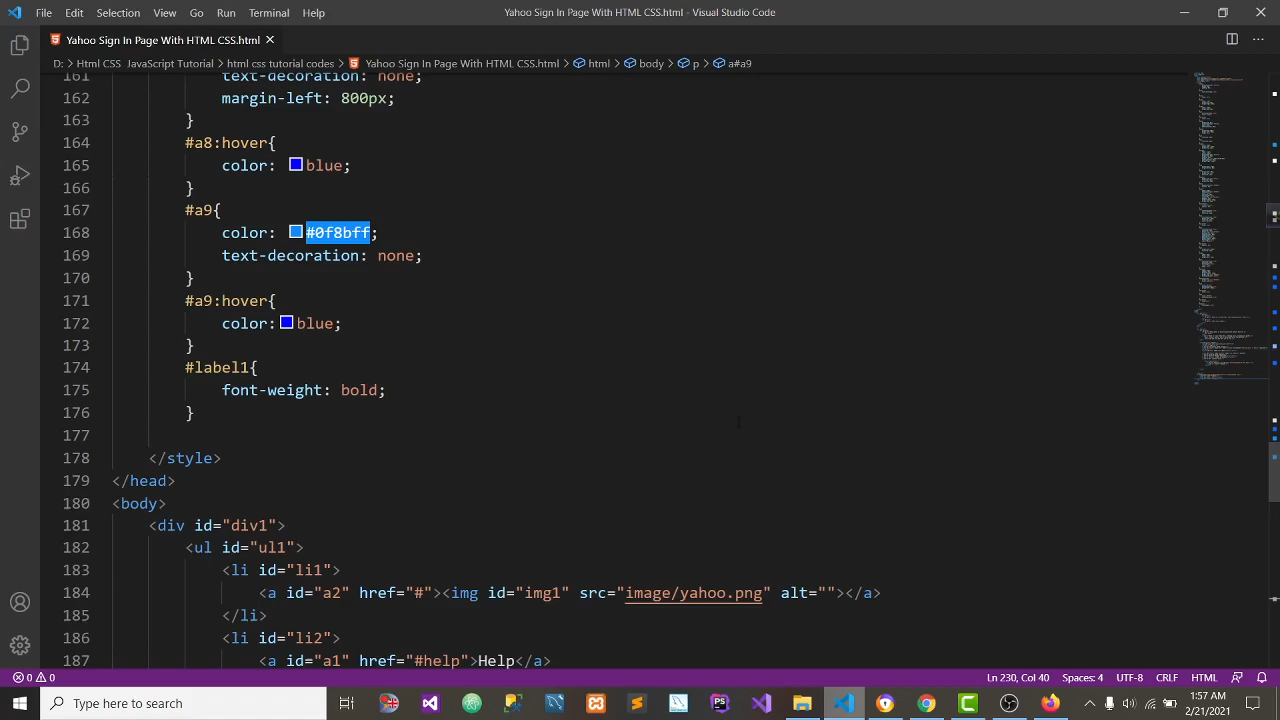 File Edit Selection View Go Run Terminal Help Yahoo Sign In Page With HTML CSS.html - Visual Studio Code
Yahoo Sign In Page With HTML CSS.html
D: > Html CSS JavaScript Tutorial > html css tutorial codes > Yahoo Sign In Page With HTML CSS.html > html > body > p > a#a9
161 text-decoration: none;
162 margin-left: 800px;
163 }
164 #a8:hover{
165 color: blue;
166 }
167 #a9{
168 color: #0f8bff;
169 text-decoration: none;
170 }
171 #a9:hover{
172 color: blue;
173 }
174 #label1{
175 font-weight: bold;
176 }
177
178 </style>
179 </head>
180 <body>
181 <div id="div1">
182 <ul id="ul1">
183 <li id="li1">
184 <a id="a2" href="#"><img id="img1" src="image/yahoo.png" alt=""></a>
185 </li>
186 <li id="li2">
187 <a id="a1" href="#help">Help</a>
0 0 Ln 230, Col 40 Spaces: 4 UTF-8 CRLF HTML
Type here to search
PS
1:57 AM
2/21/2021